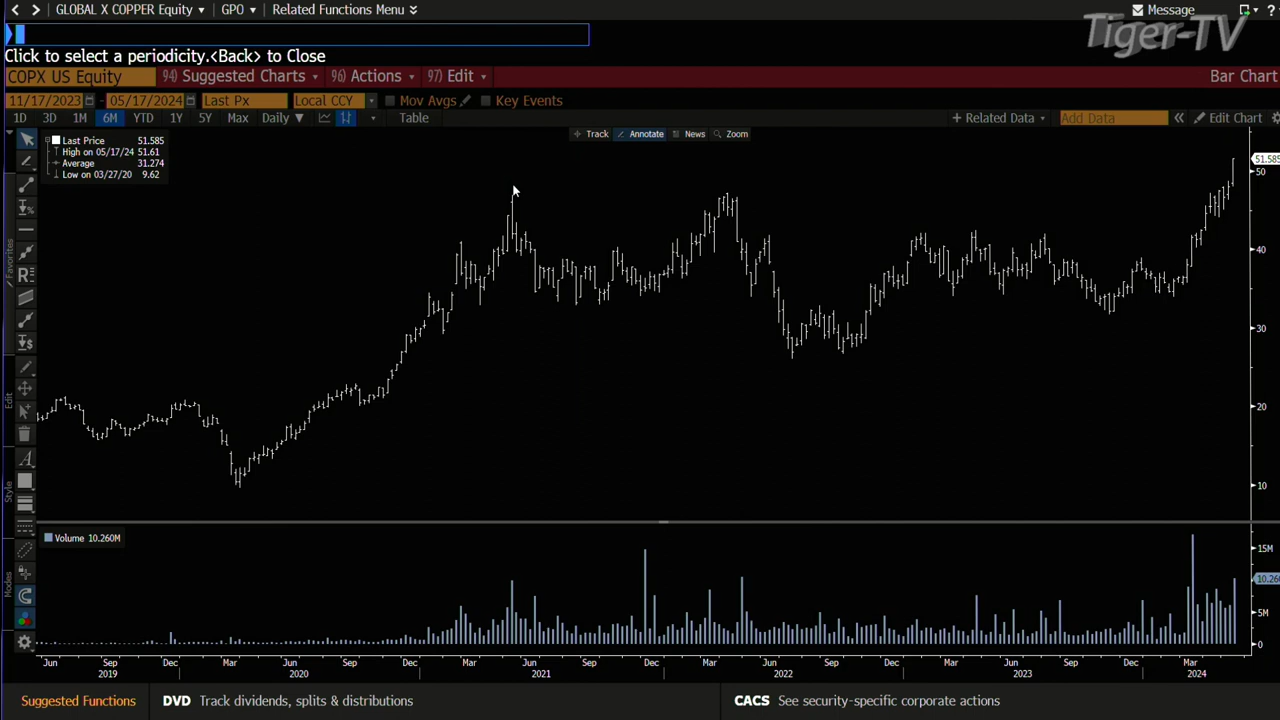 GLOBAL X COPPER Equity GPO Related Functions Menu Message ?
Tiger-TV
Click to select a periodicity.<Back> to Close
COPX US Equity 94) Suggested Charts 96) Actions 97) Edit Bar Chart
11/17/2023 - 05/17/2024 Last Px Local CCY Mov Avgs Key Events
1D 3D 1M 6M YTD 1Y 5Y Max Daily ▼ Table + Related Data Add Data « Edit Chart
Track Annotate News Zoom
Last Price 51.585
High on 05/17/24 51.61
Average 31.274
Low on 03/27/20 9.62
51.585
50
40
30
20
10
Favorites
Edit
Style
Modes
Volume 10.260M
15M
10.260
5M
0
Jun Sep Dec Mar Jun Sep Dec Mar Jun Sep Dec Mar Jun Sep Dec Mar Jun Sep Dec Mar
2019 2020 2021 2022 2023 2024
Suggested Functions DVD Track dividends, splits & distributions CACS See security-specific corporate actions